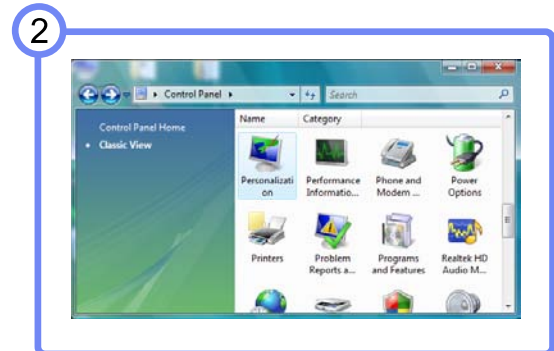 2
Control Panel
Search
Control Panel Home
Classic View
Name Category
Personalizati
on
Performance
Informatio...
Phone and
Modem ...
Power
Options
Printers
Problem
Reports a...
Programs
and Features
Realtek HD
Audio M...